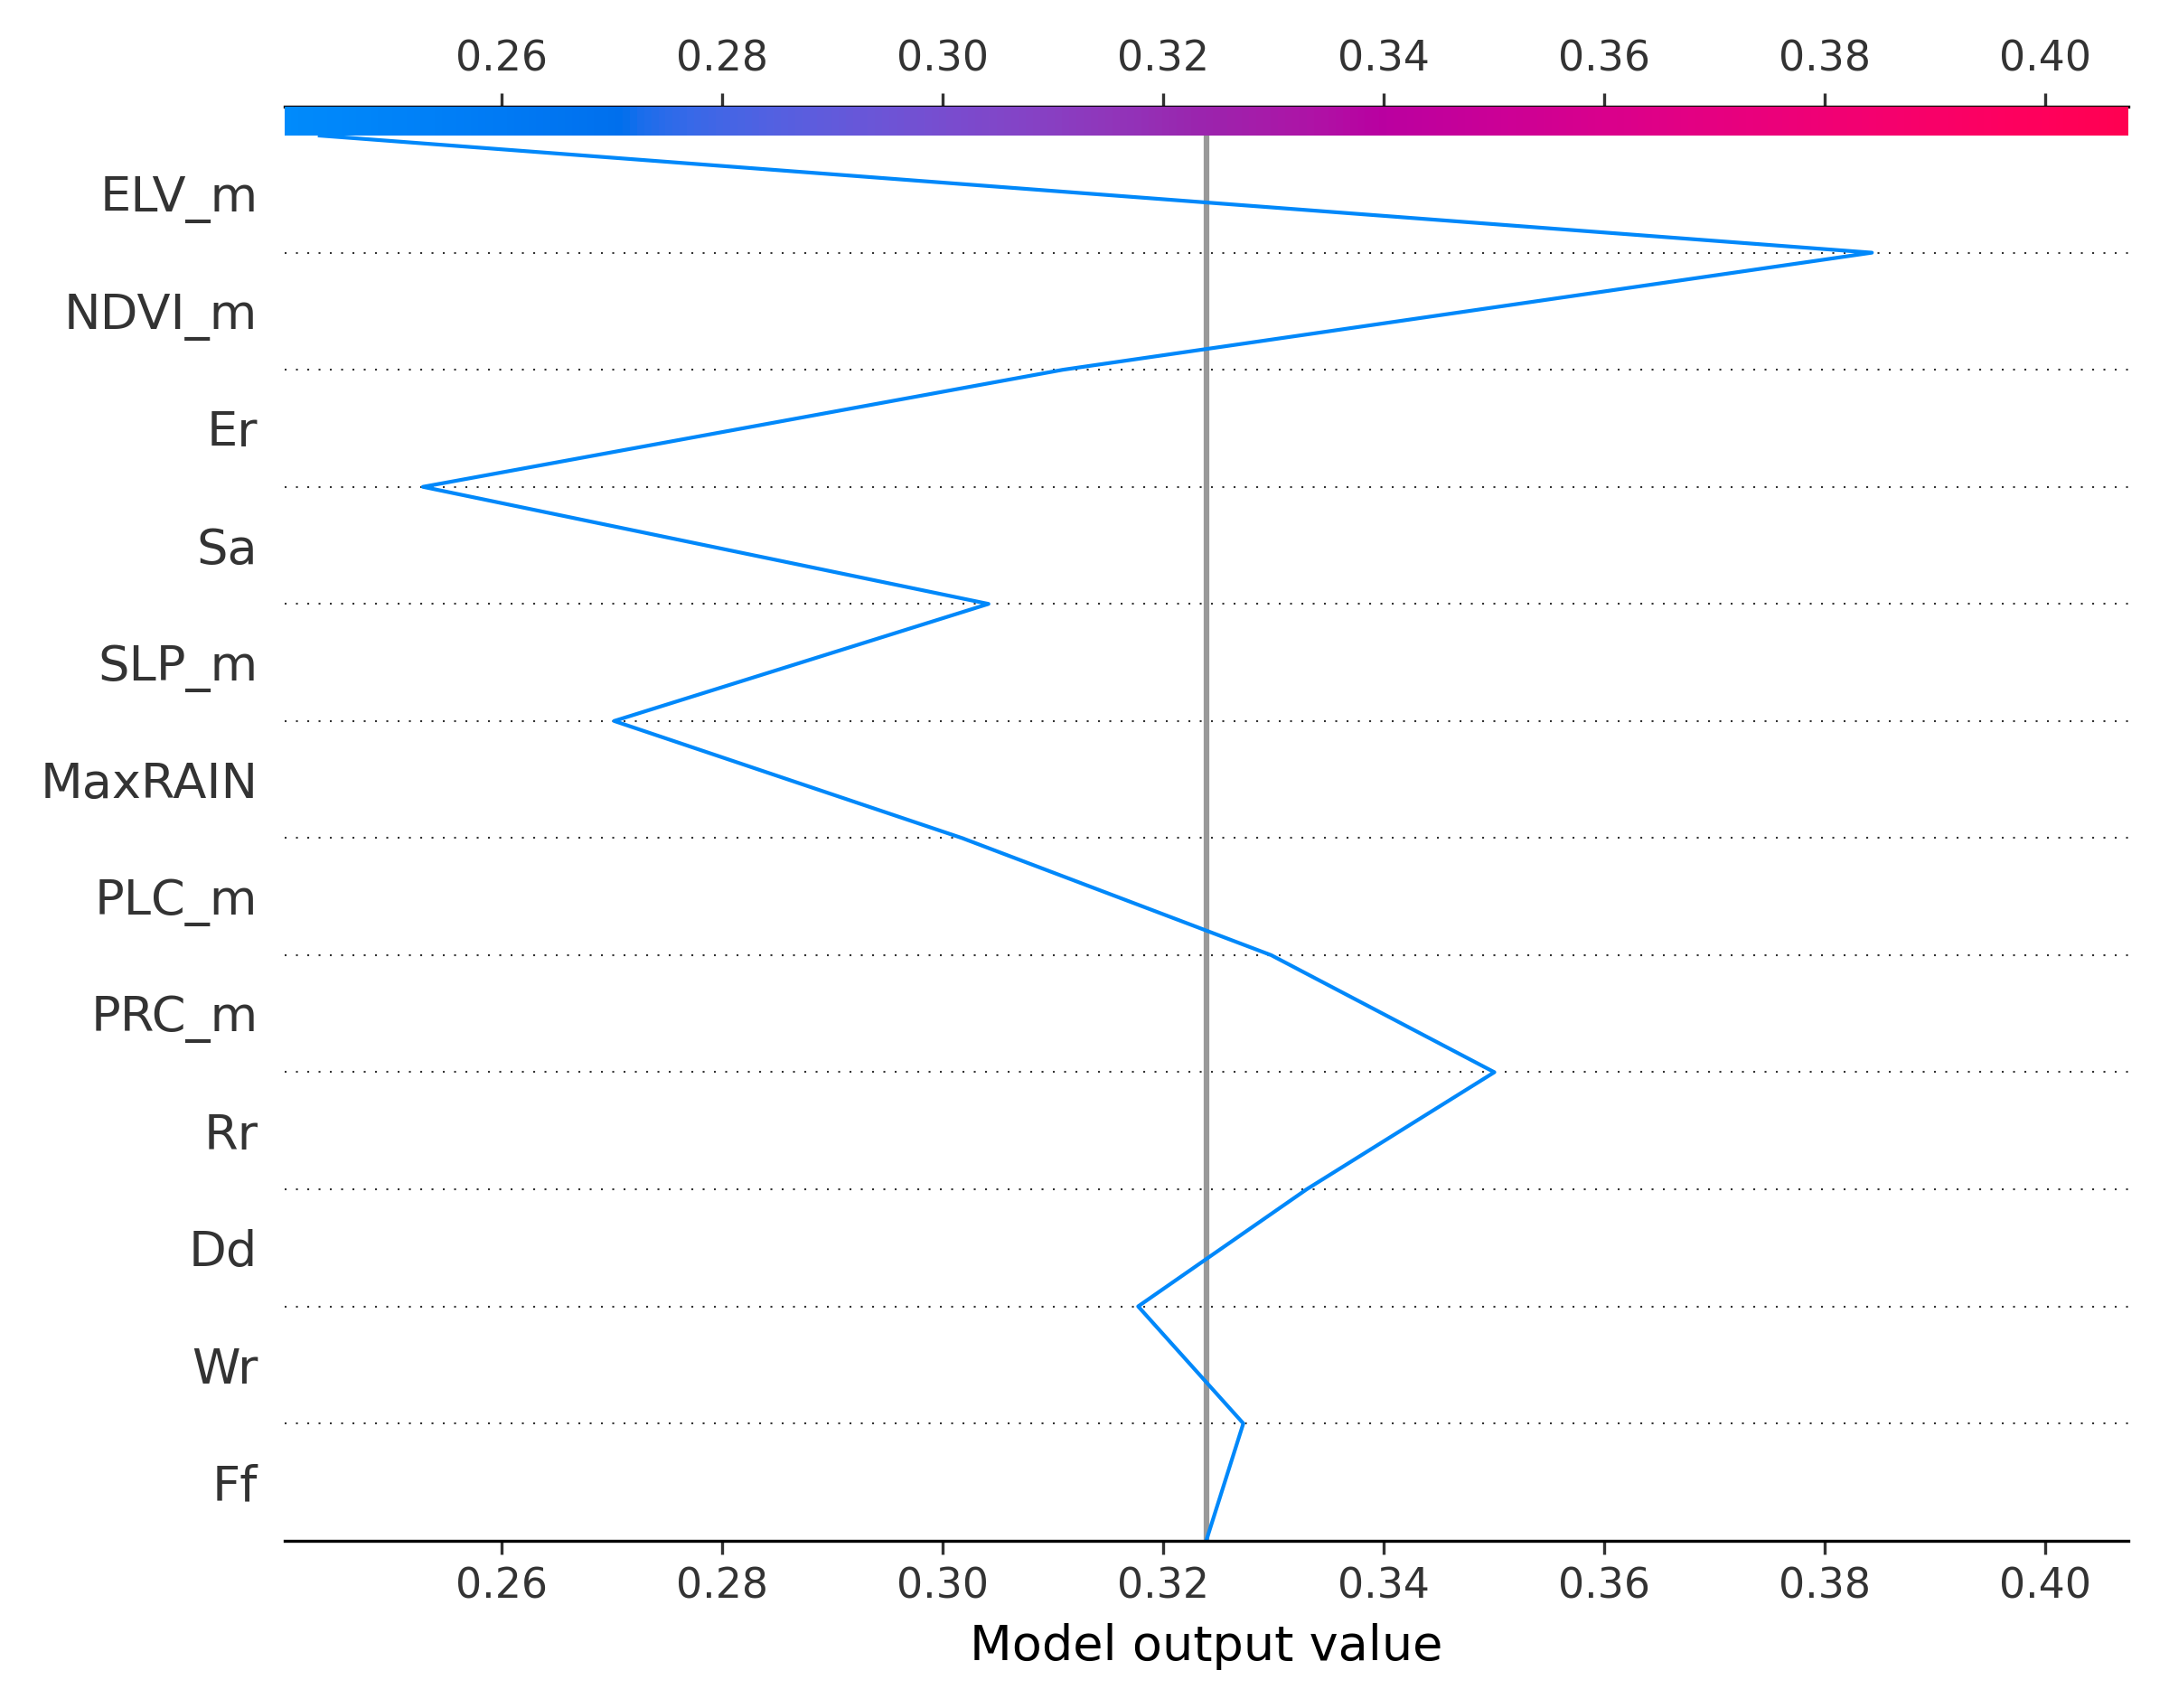 0.26 0.28 0.30 0.32 0.34 0.36 0.38 0.40
ELV_m
NDVI_m
Er
Sa
SLP_m
MaxRAIN
PLC_m
PRC_m
Rr
Dd
Wr
Ff
0.26 0.28 0.30 0.32 0.34 0.36 0.38 0.40
Model output value